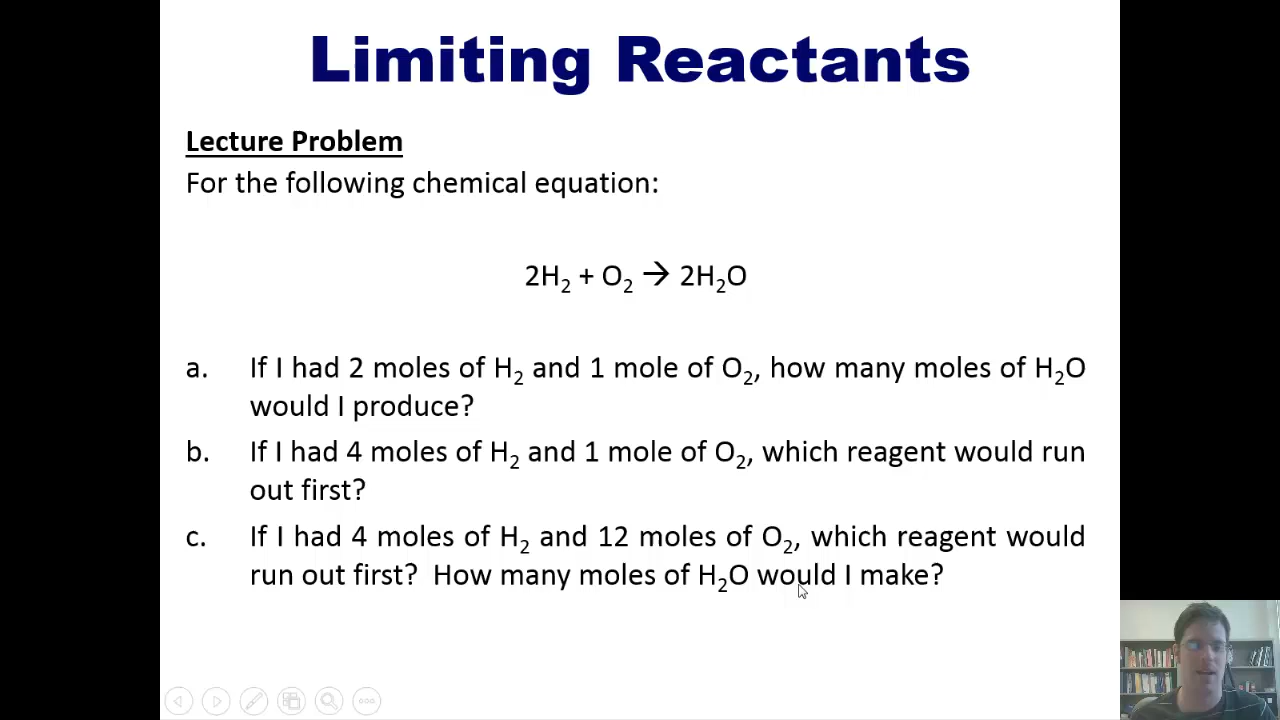 Limiting Reactants
Lecture Problem
For the following chemical equation:
2H₂ + O₂ → 2H₂O
a. If I had 2 moles of H₂ and 1 mole of O₂, how many moles of H₂O
would I produce?
b. If I had 4 moles of H₂ and 1 mole of O₂, which reagent would run
out first?
c. If I had 4 moles of H₂ and 12 moles of O₂, which reagent would
run out first? How many moles of H₂O would I make?